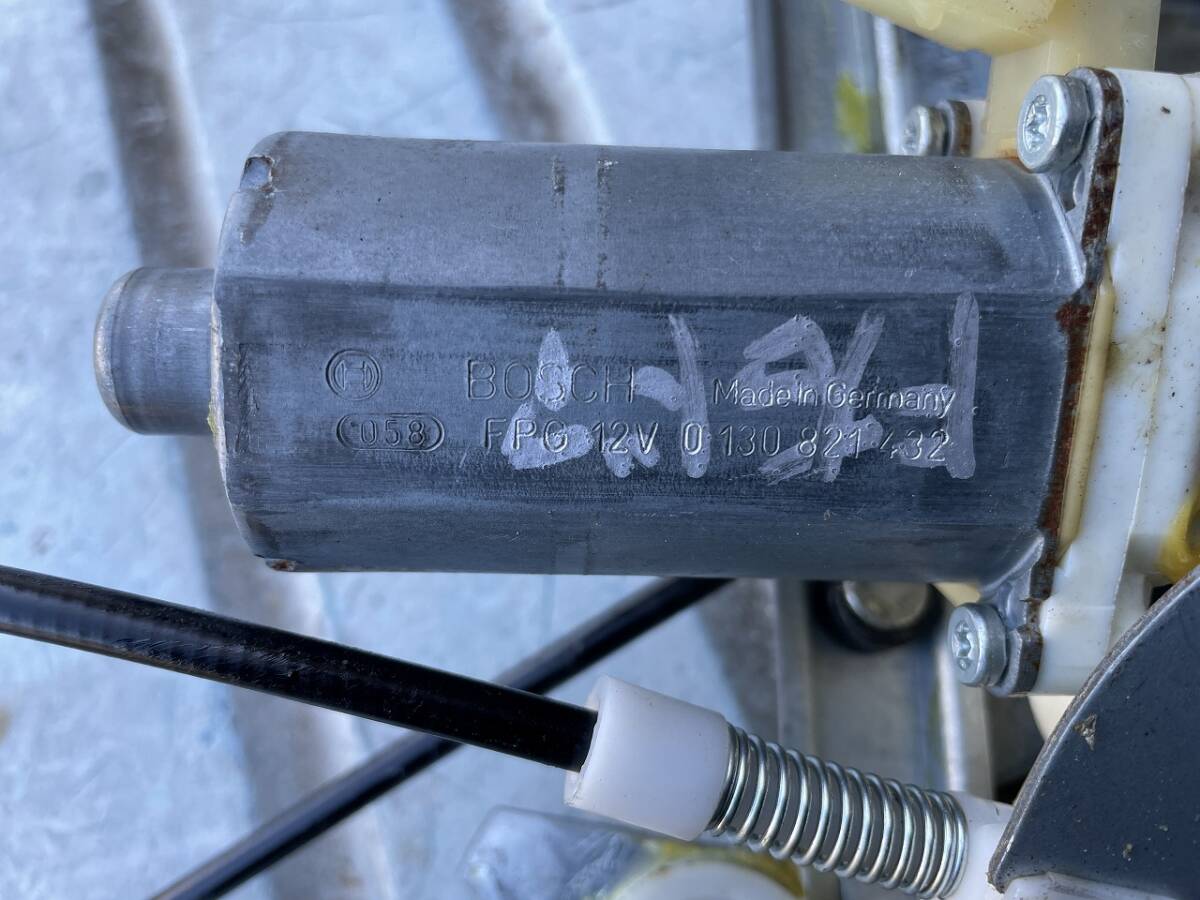 BOSCH Made in Germany
058 FPG 12V 0 130 821 432